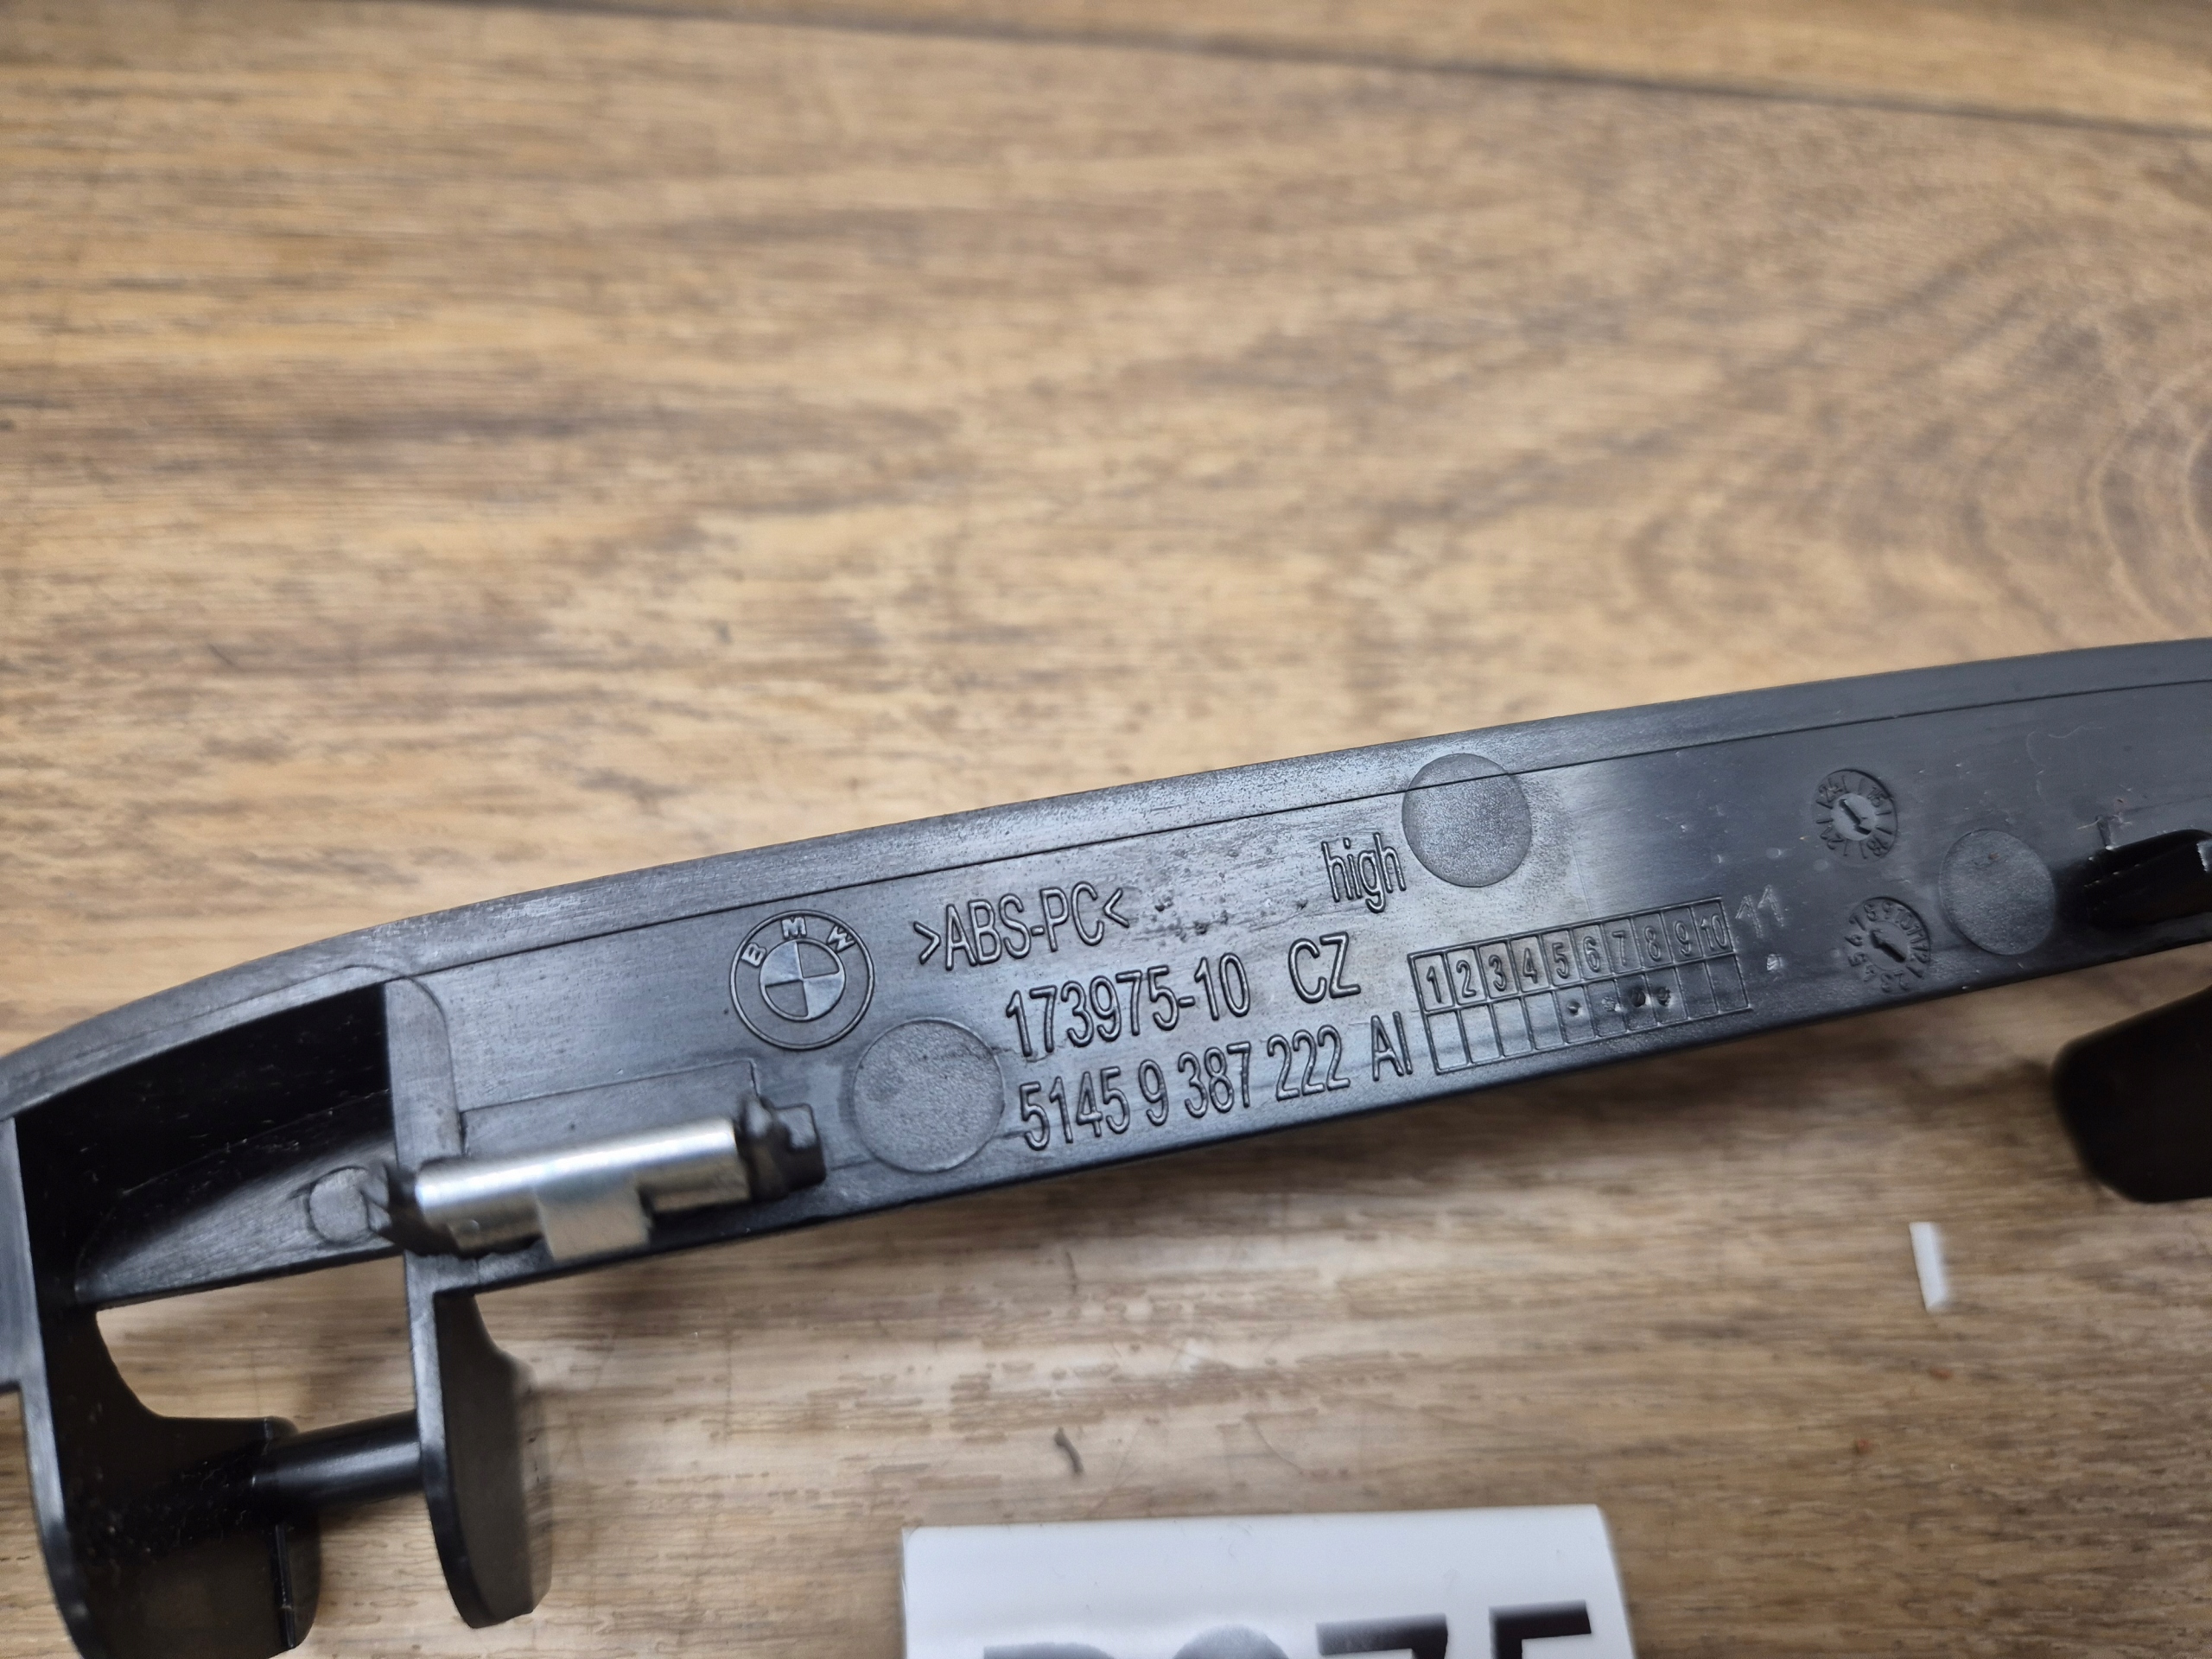 BMW
>ABS-PC<
high
173975-10 CZ
5145 9 387 222 AI
1 2 3 4 5 6 7 8 9 10 11